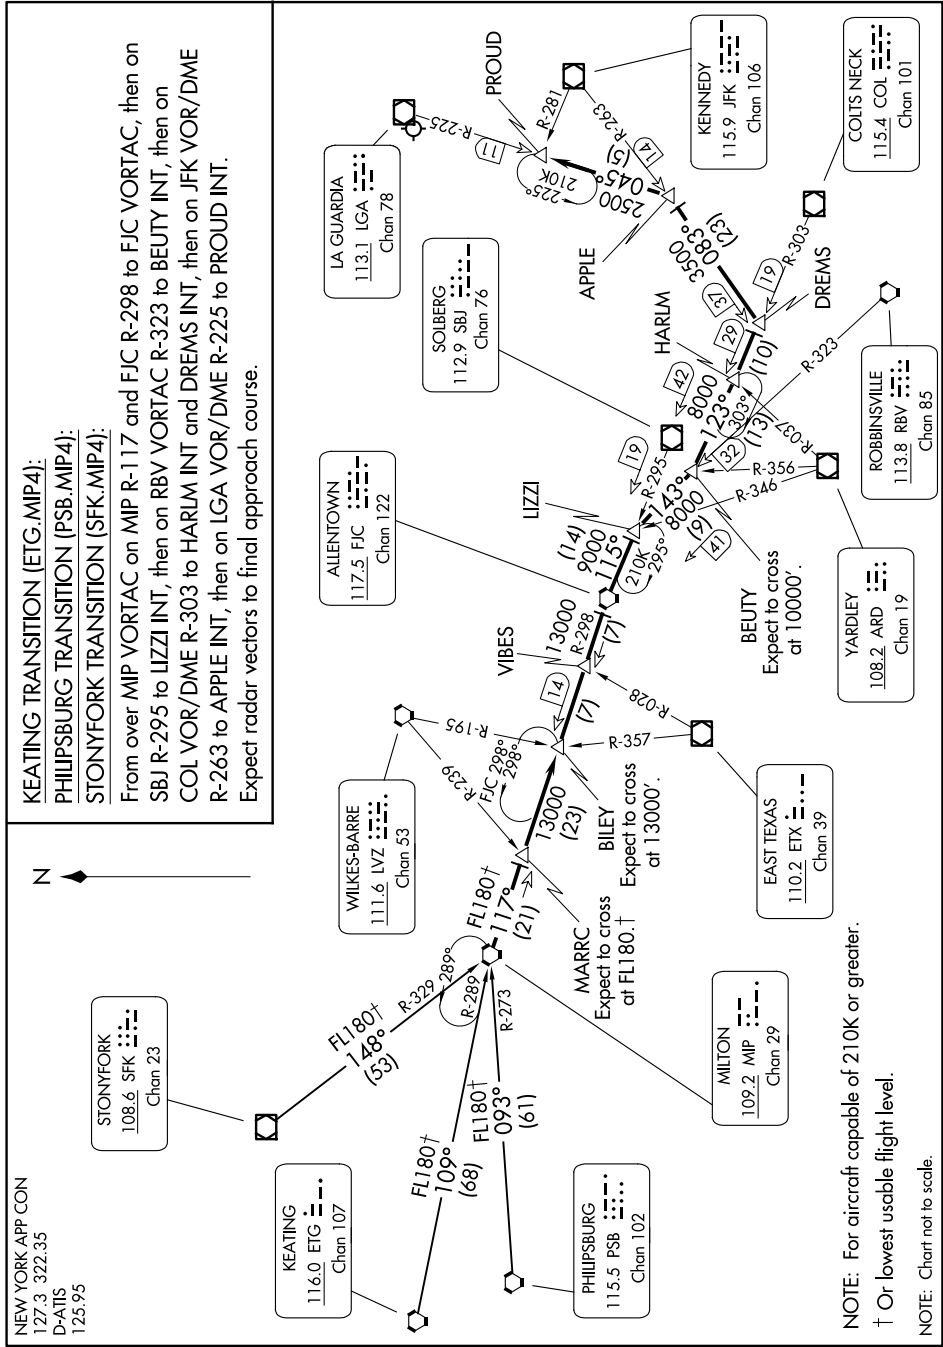 NEW YORK APP CON
127.3 322.35
D-ATIS
125.95
KEATING TRANSITION (ETG.MIP4):
PHILIPSBURG TRANSITION (PSB.MIP4):
STONYFORK TRANSITION (SFK.MIP4):
From over MIP VORTAC on MIP R-117 and FJC R-298 to FJC VORTAC, then on
SBJ R-295 to LIZZI INT, then on RBV VORTAC R-323 to BEUTY INT, then on
COL VOR/DME R-303 to HARLM INT and DREMS INT, then on JFK VOR/DME
R-263 to APPLE INT, then on LGA VOR/DME R-225 to PROUD INT.
Expect radar vectors to final approach course.
N
STONYFORK
108.6 SFK
Chan 23
FL180†
148°
(53)
R-329
KEATING
116.0 ETG
Chan 107
FL180†
109°
(68)
R-289
289°
PHILIPSBURG
115.5 PSB
Chan 102
FL180†
093°
(61)
R-273
MILTON
109.2 MIP
Chan 29
FL180†
117°
(21)
MARRC
Expect to cross
at FL180.†
WILKES-BARRE
111.6 LVZ
Chan 53
R-239
R-195
13000
(23)
FJC 298°
298°
BILEY
Expect to cross
at 13000'.
14
(7)
EAST TEXAS
110.2 ETX
Chan 39
R-357
R-028
VIBES
13000
R-298
(7)
ALLENTOWN
117.5 FJC
Chan 122
LIZZI
(14)
9000
115°
210K
295°
19
R-295
SOLBERG
112.9 SBJ
Chan 76
143°
8000
(9)
41
BEUTY
Expect to cross
at 10000'.
YARDLEY
108.2 ARD
Chan 19
R-346
R-356
R-037
42
8000
123°
303°
(13)
32
HARLM
29
(10)
R-323
ROBBINSVILLE
113.8 RBV
Chan 85
37
DREMS
19
R-303
COLTS NECK
115.4 COL
Chan 101
3500
083°
(23)
APPLE
14
R-263
R-281
KENNEDY
115.9 JFK
Chan 106
2500
045°
(5)
210K
225°
PROUD
11
R-225
LA GUARDIA
113.1 LGA
Chan 78
NOTE: For aircraft capable of 210K or greater.
† Or lowest usable flight level.
NOTE: Chart not to scale.